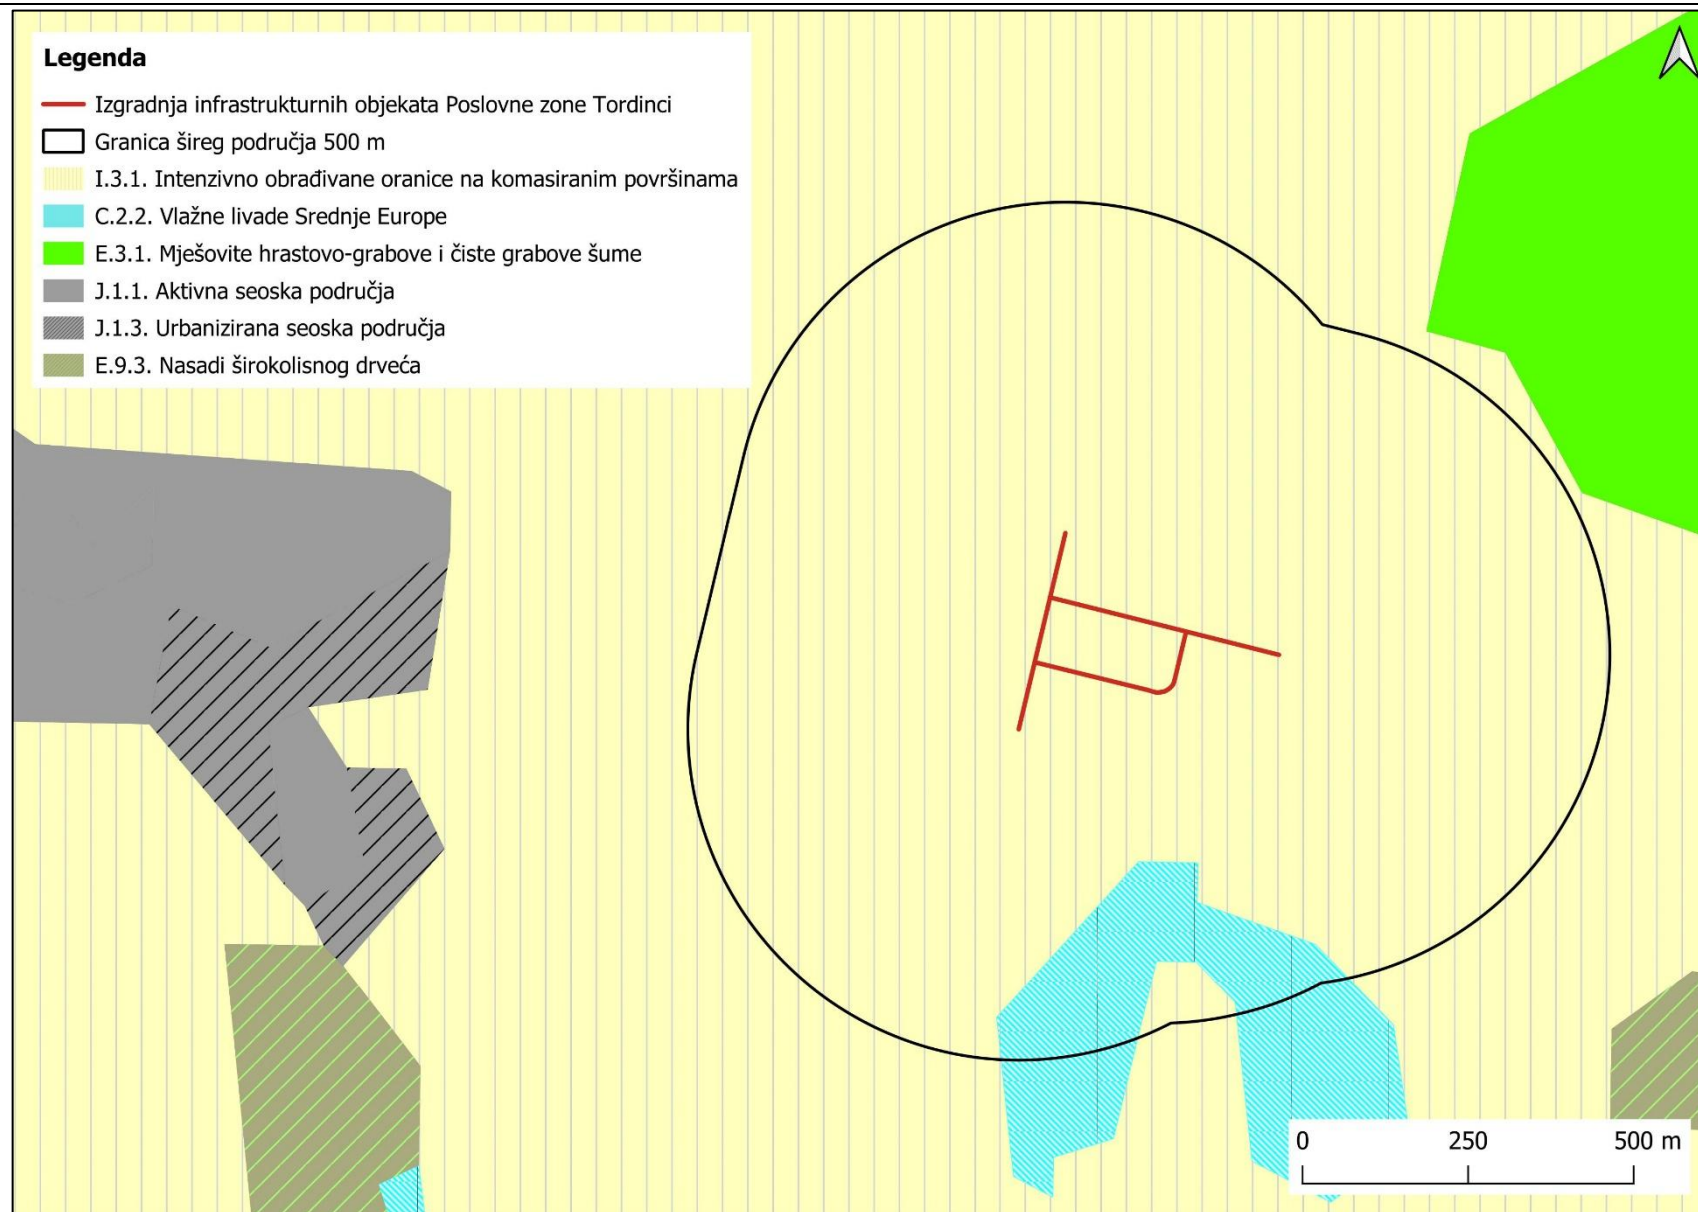 Legenda
Izgradnja infrastrukturnih objekata Poslovne zone Tordinci
Granica šireg područja 500 m
I.3.1. Intenzivno obrađivane oranice na komasiranim površinama
C.2.2. Vlažne livade Srednje Europe
E.3.1. Mješovite hrastovo-grabove i čiste grabove šume
J.1.1. Aktivna seoska područja
J.1.3. Urbanizirana seoska područja
E.9.3. Nasadi širokolisnog drveća
0 250 500 m